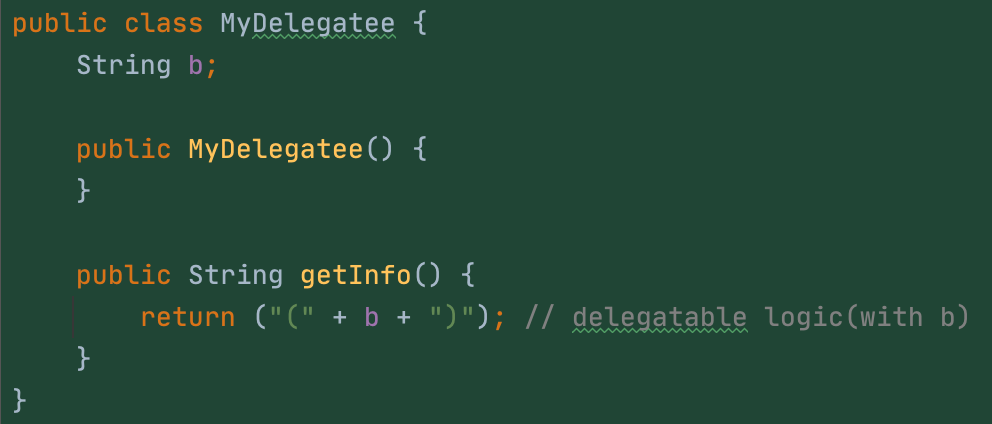 public class MyDelegatee {
    String b;
    public MyDelegatee() {
    }
    public String getInfo() {
        return ("(" + b + ")"); // delegatable logic(with b)
    }
}